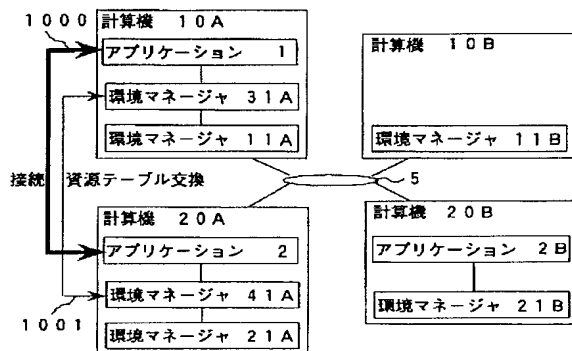 1000
計算機 10A
アプリケーション 1
環境マネージャ 31A
環境マネージャ 11A
計算機 10B
環境マネージャ 11B
接続 資源テーブル交換
5
計算機 20A
アプリケーション 2
環境マネージャ 41A
環境マネージャ 21A
1001
計算機 20B
アプリケーション 2B
環境マネージャ 21B